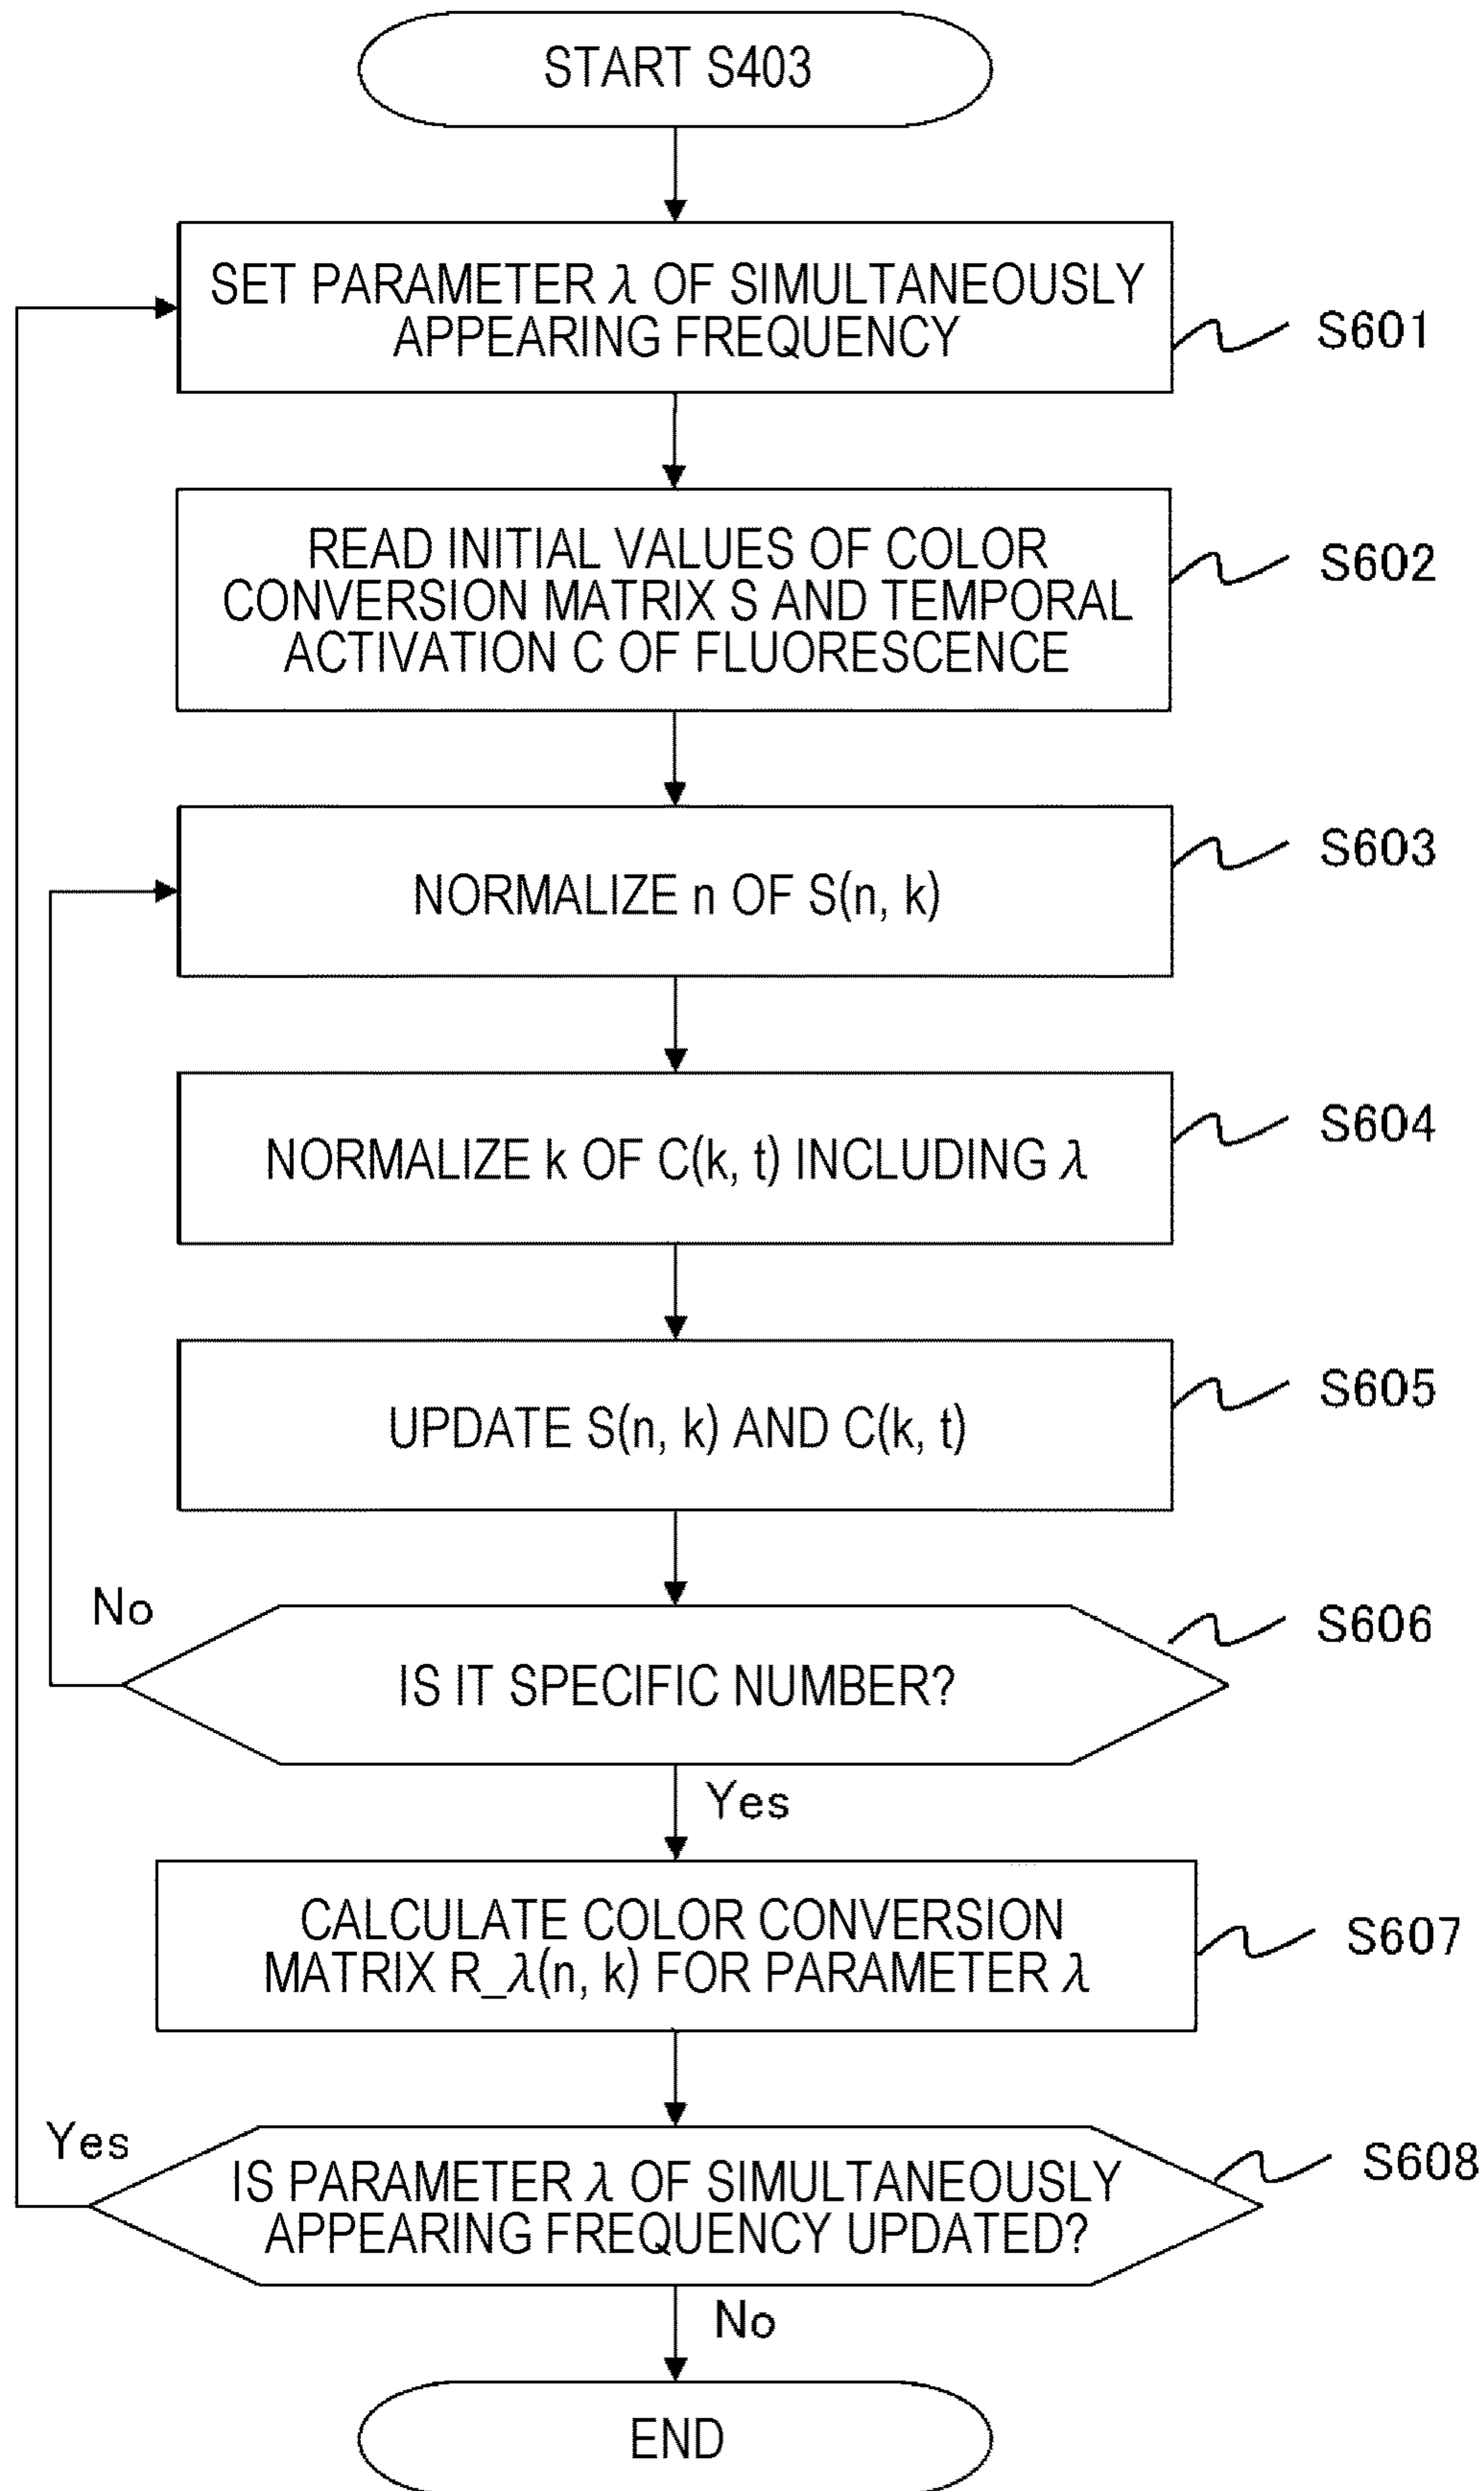 START S403
SET PARAMETER λ OF SIMULTANEOUSLY
APPEARING FREQUENCY
S601
READ INITIAL VALUES OF COLOR
CONVERSION MATRIX S AND TEMPORAL
ACTIVATION C OF FLUORESCENCE
S602
NORMALIZE n OF S(n, k)
S603
NORMALIZE k OF C(k, t) INCLUDING λ
S604
UPDATE S(n, k) AND C(k, t)
S605
No
IS IT SPECIFIC NUMBER?
S606
Yes
CALCULATE COLOR CONVERSION
MATRIX R_λ(n, k) FOR PARAMETER λ
S607
Yes
IS PARAMETER λ OF SIMULTANEOUSLY
APPEARING FREQUENCY UPDATED?
S608
No
END